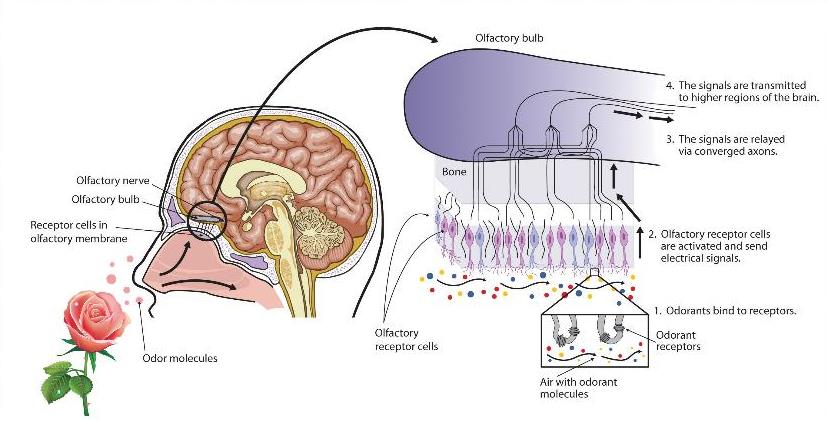 Olfactory bulb
4. The signals are transmitted
to higher regions of the brain.
3. The signals are relayed
via converged axons.
Bone
Olfactory nerve
Olfactory bulb
Receptor cells in
olfactory membrane
2. Olfactory receptor cells
are activated and send
electrical signals.
1. Odorants bind to receptors.
Odorant
receptors
Olfactory
receptor cells
Odor molecules
Air with odorant
molecules